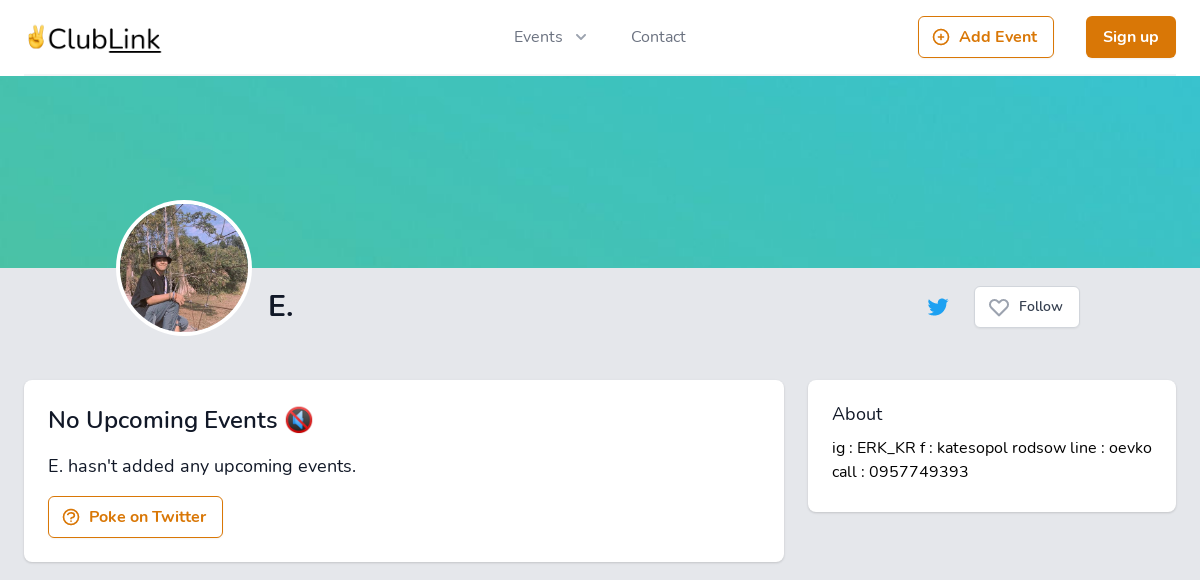 ✌️ClubLink
Events
Contact
Add Event
Sign up
E.
Follow
No Upcoming Events 🔇
E. hasn't added any upcoming events.
Poke on Twitter
About
ig : ERK_KR f : katesopol rodsow line : oevko
call : 0957749393